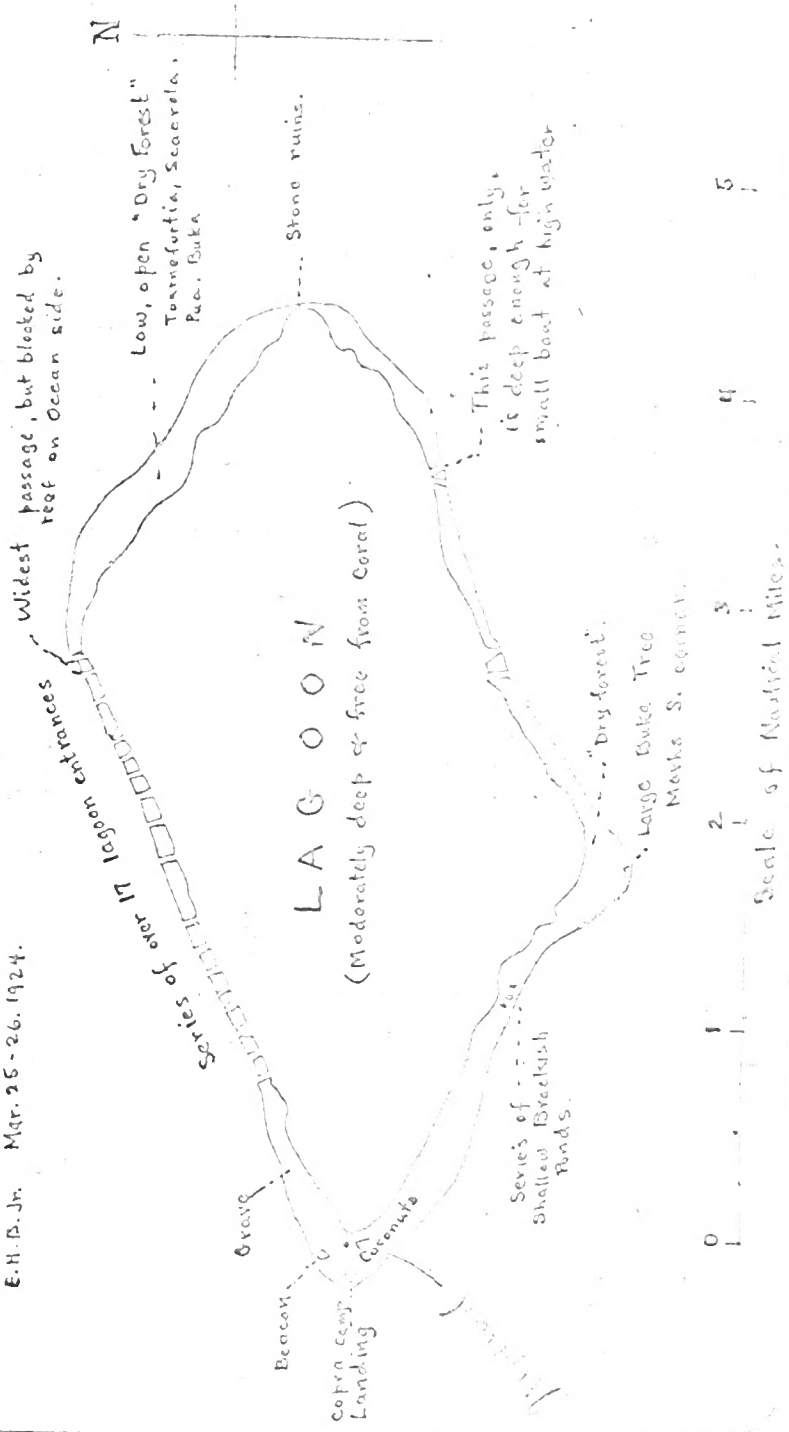 E.H.B.Jr. Mar. 25-26. 1924.
N
Widest passage, but blocked by
reef on Ocean side.
Low, open "Dry Forest"
Tournefortia, Scaevola,
Pua. Buka
Stone ruins.
Series of over 17 lagoon entrances
Grave
Beacon
Copra Camp
Landing
Coconuts
LAGOON
(Moderately deep & free from Coral)
This passage, only,
is deep enough for
small boat at high water
Series of
Shallow Brackish
Ponds.
"Dry forest".
Large Buka Tree
Marks S. corner.
0 1 2 3 4 5
Scale of Nautical Miles.